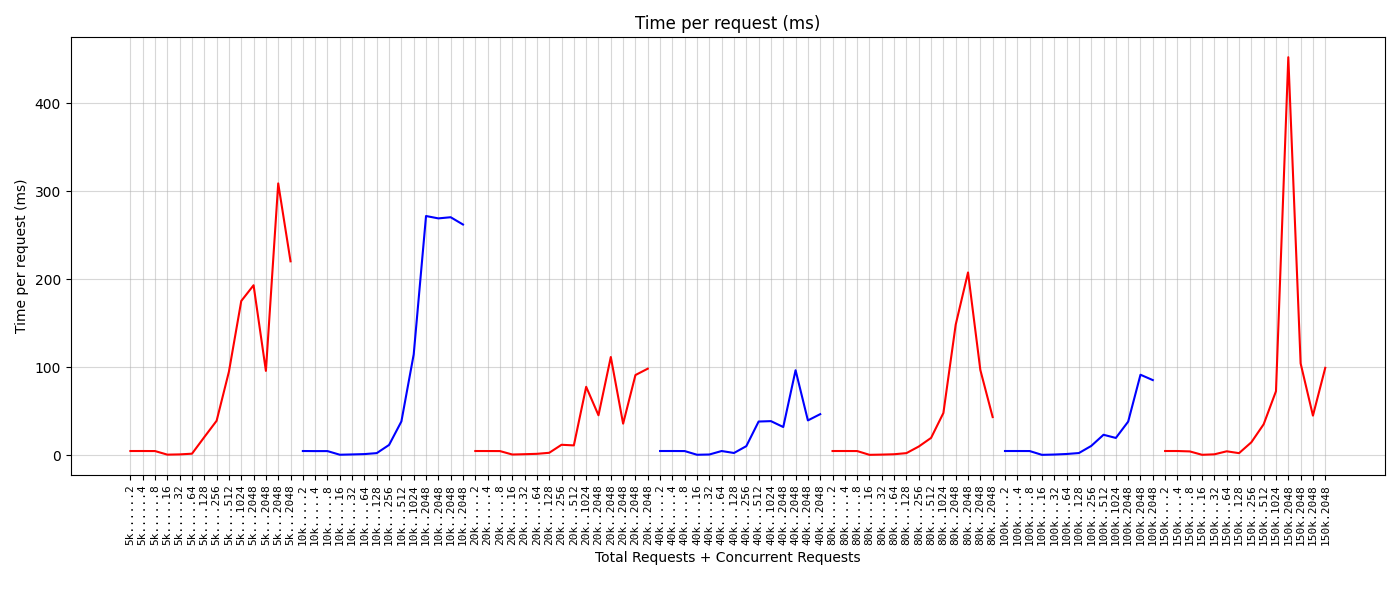 Time per request (ms)
Time per request (ms)
400
300
200
100
0
5k......2
5k......4
5k......8
5k.....16
5k.....32
5k.....64
5k....128
5k....256
5k....512
5k...1024
5k...2048
5k...2048
5k...2048
5k...2048
10k.....2
10k.....4
10k.....8
10k....16
10k....32
10k....64
10k...128
10k...256
10k...512
10k..1024
10k..2048
10k..2048
10k..2048
10k..2048
20k.....2
20k.....4
20k.....8
20k....16
20k....32
20k....64
20k...128
20k...256
20k...512
20k..1024
20k..2048
20k..2048
20k..2048
20k..2048
20k..2048
40k.....2
40k.....4
40k.....8
40k....16
40k....32
40k....64
40k...128
40k...256
40k...512
40k..1024
40k..2048
40k..2048
40k..2048
40k..2048
80k.....2
80k.....4
80k.....8
80k....16
80k....32
80k....64
80k...128
80k...256
80k...512
80k..1024
80k..2048
80k..2048
80k..2048
80k..2048
100k....2
100k....4
100k....8
100k...16
100k...32
100k...64
100k..128
100k..256
100k..512
100k.1024
100k.2048
100k.2048
100k.2048
150k....2
150k....4
150k....8
150k...16
150k...32
150k...64
150k..128
150k..256
150k..512
150k.1024
150k.2048
150k.2048
150k.2048
150k.2048
Total Requests + Concurrent Requests